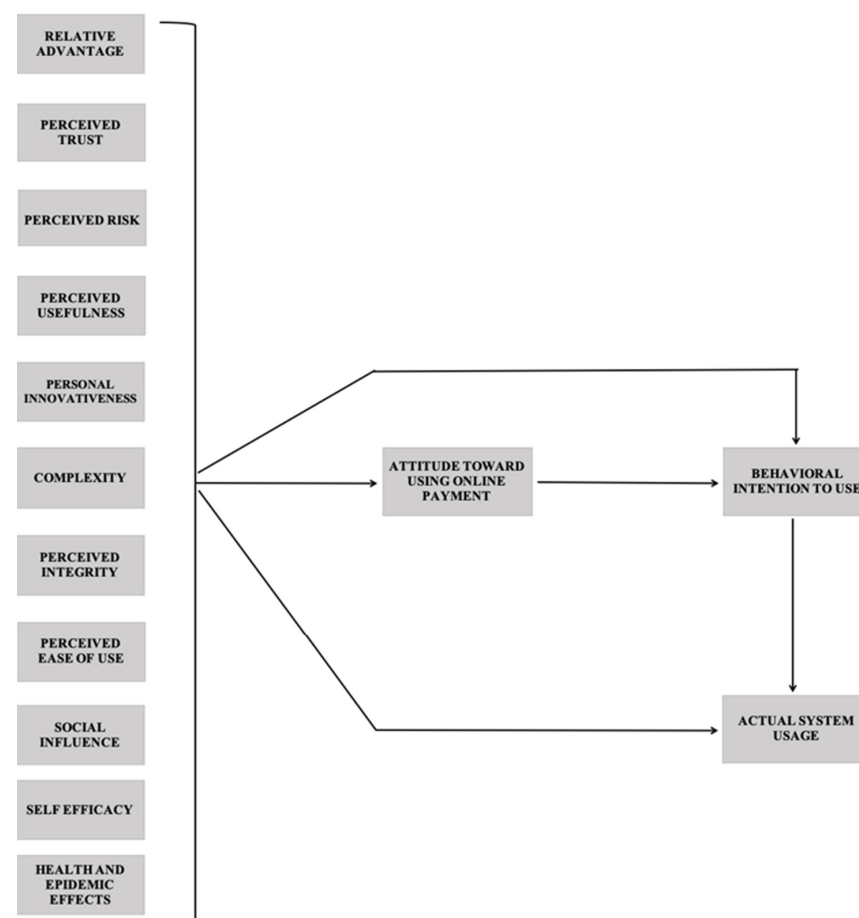 RELATIVE
ADVANTAGE
PERCEIVED
TRUST
PERCEIVED RISK
PERCEIVED
USEFULNESS
PERSONAL
INNOVATIVENESS
COMPLEXITY
PERCEIVED
INTEGRITY
PERCEIVED
EASE OF USE
SOCIAL
INFLUENCE
SELF EFFICACY
HEALTH AND
EPIDEMIC
EFFECTS
ATTITUDE TOWARD
USING ONLINE
PAYMENT
BEHAVIORAL
INTENTION TO USE
ACTUAL SYSTEM
USAGE